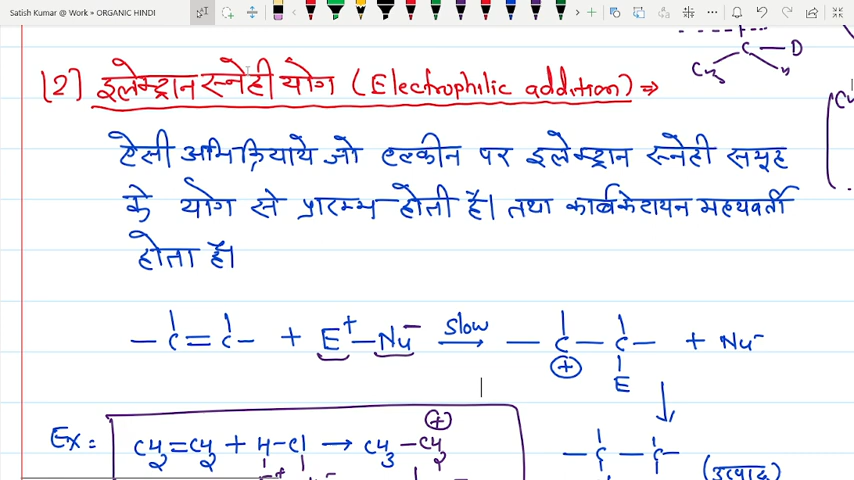 Satish Kumar @ Work » ORGANIC HINDI
(2) इलेक्ट्रान स्नेही योग (Electrophilic addition) ⇒
ऐसी अभिक्रियाये जो एल्कीन पर इलेक्ट्रान स्नेही समूह
के योग से प्रारम्भ होती है। तथा कार्बकेटायन मध्यवर्ती
होता है।
— C = C — + E⁺—Nu⁻ slow → — C — C — + Nu⁻
⊕ E
Ex = CH₂=CH₂ + H—Cl → CH₃—CH₂ ⊕
— C — C — (उत्पाद)
C — D
CH₃